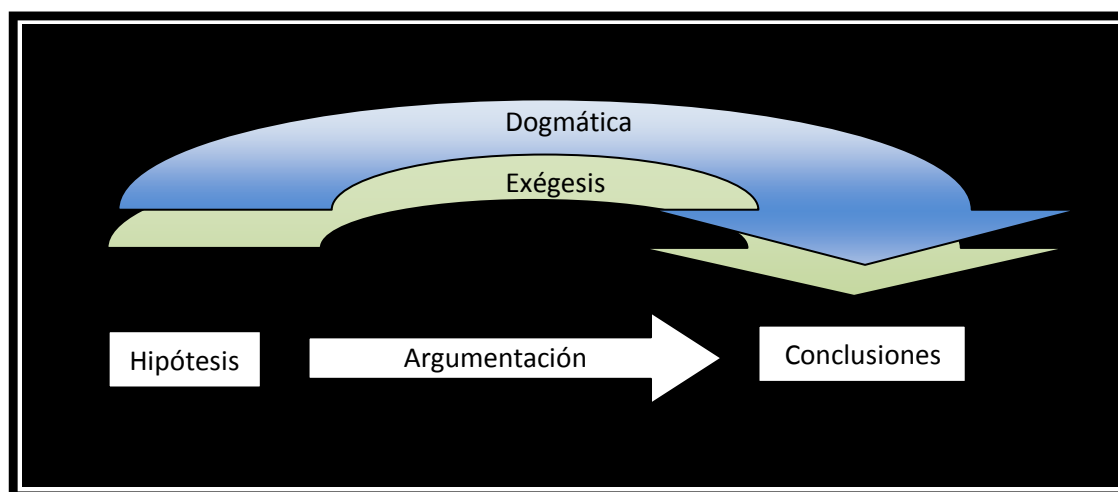 Dogmática
Exégesis
Hipótesis
Argumentación
Conclusiones